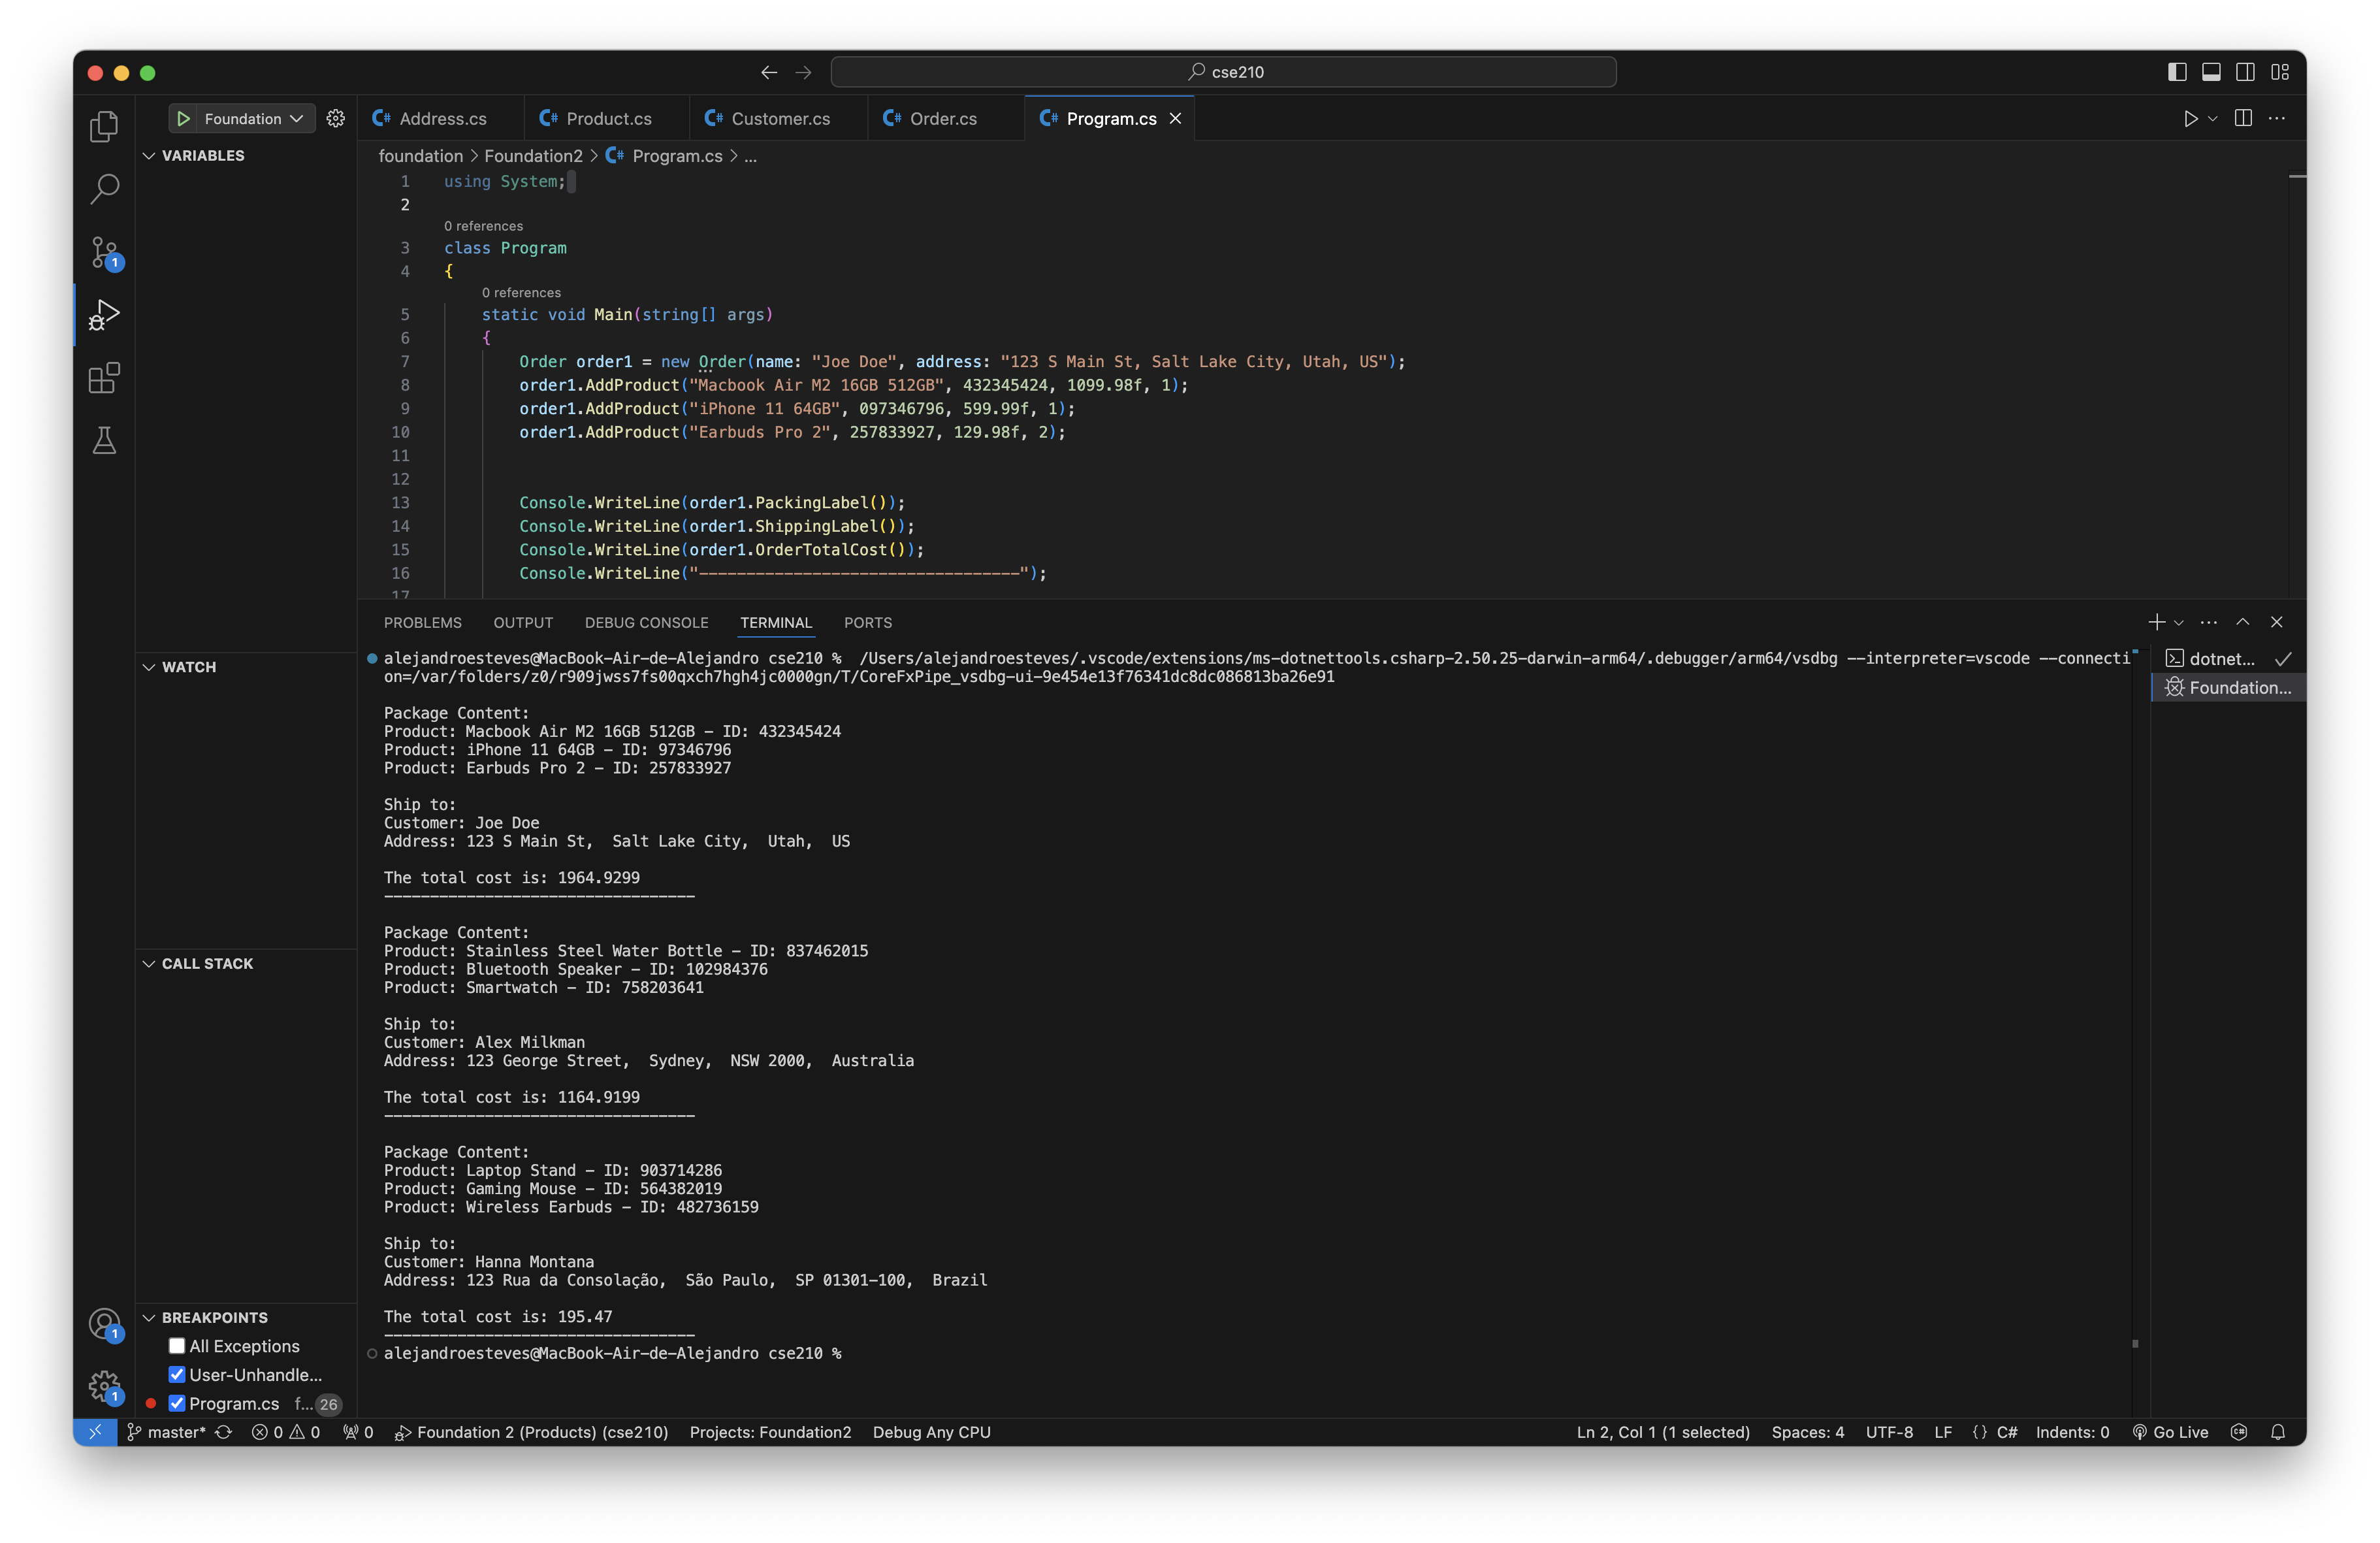 cse210
Foundation
Address.cs
Product.cs
Customer.cs
Order.cs
Program.cs
VARIABLES
foundation > Foundation2 > Program.cs > ...
1 using System;
2
0 references
3 class Program
4 {
0 references
5 static void Main(string[] args)
6 {
7 Order order1 = new Order(name: "Joe Doe", address: "123 S Main St, Salt Lake City, Utah, US");
8 order1.AddProduct("Macbook Air M2 16GB 512GB", 432345424, 1099.98f, 1);
9 order1.AddProduct("iPhone 11 64GB", 097346796, 599.99f, 1);
10 order1.AddProduct("Earbuds Pro 2", 257833927, 129.98f, 2);
11
12
13 Console.WriteLine(order1.PackingLabel());
14 Console.WriteLine(order1.ShippingLabel());
15 Console.WriteLine(order1.OrderTotalCost());
16 Console.WriteLine("----------------------------------");
17
PROBLEMS OUTPUT DEBUG CONSOLE TERMINAL PORTS
WATCH
alejandroesteves@MacBook-Air-de-Alejandro cse210 % /Users/alejandroesteves/.vscode/extensions/ms-dotnettools.csharp-2.50.25-darwin-arm64/.debugger/arm64/vsdbg --interpreter=vscode --connecti
on=/var/folders/z0/r909jwss7fs00qxch7hgh4jc0000gn/T/CoreFxPipe_vsdbg-ui-9e454e13f76341dc8dc086813ba26e91
dotnet...
Foundation...
Package Content:
Product: Macbook Air M2 16GB 512GB - ID: 432345424
Product: iPhone 11 64GB - ID: 97346796
Product: Earbuds Pro 2 - ID: 257833927
Ship to:
Customer: Joe Doe
Address: 123 S Main St,  Salt Lake City,  Utah,  US
The total cost is: 1964.9299
----------------------------------
Package Content:
Product: Stainless Steel Water Bottle - ID: 837462015
Product: Bluetooth Speaker - ID: 102984376
Product: Smartwatch - ID: 758203641
CALL STACK
Ship to:
Customer: Alex Milkman
Address: 123 George Street,  Sydney,  NSW 2000,  Australia
The total cost is: 1164.9199
----------------------------------
Package Content:
Product: Laptop Stand - ID: 903714286
Product: Gaming Mouse - ID: 564382019
Product: Wireless Earbuds - ID: 482736159
Ship to:
Customer: Hanna Montana
Address: 123 Rua da Consolação,  São Paulo,  SP 01301-100,  Brazil
The total cost is: 195.47
----------------------------------
alejandroesteves@MacBook-Air-de-Alejandro cse210 %
BREAKPOINTS
All Exceptions
User-Unhandle...
Program.cs f... 26
1
1
1
master* 0 0 0 Foundation 2 (Products) (cse210) Projects: Foundation2 Debug Any CPU Ln 2, Col 1 (1 selected) Spaces: 4 UTF-8 LF {} C# Indents: 0 Go Live